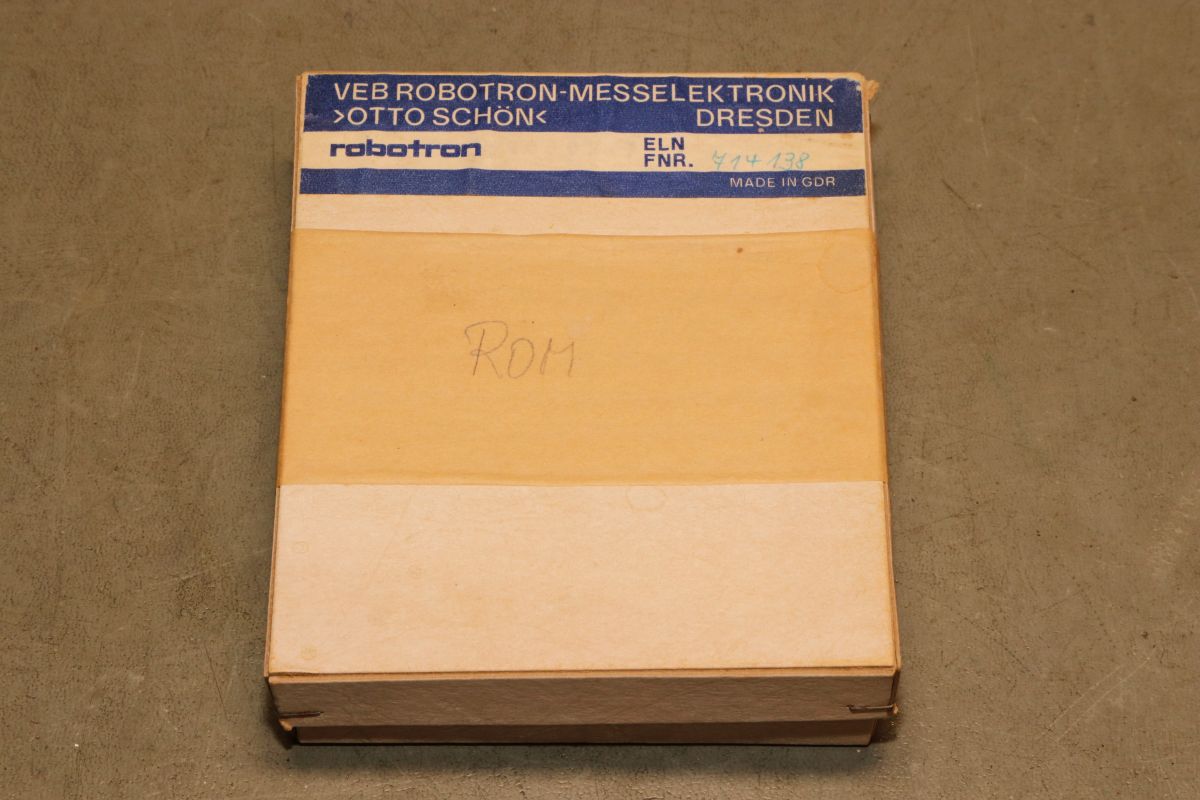 VEB ROBOTRON-MESSELEKTRONIK
>OTTO SCHÖN< DRESDEN
robotron ELN
FNR. 714138
MADE IN GDR
ROM